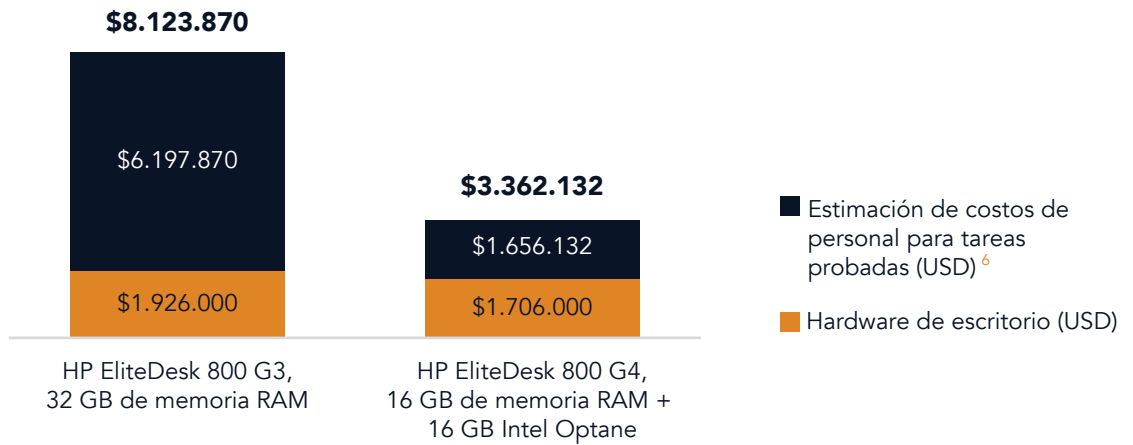 $8.123.870
$6.197.870
$1.926.000
HP EliteDesk 800 G3,
32 GB de memoria RAM
$3.362.132
$1.656.132
$1.706.000
HP EliteDesk 800 G4,
16 GB de memoria RAM +
16 GB Intel Optane
Estimación de costos de
personal para tareas
probadas (USD) 6
Hardware de escritorio (USD)